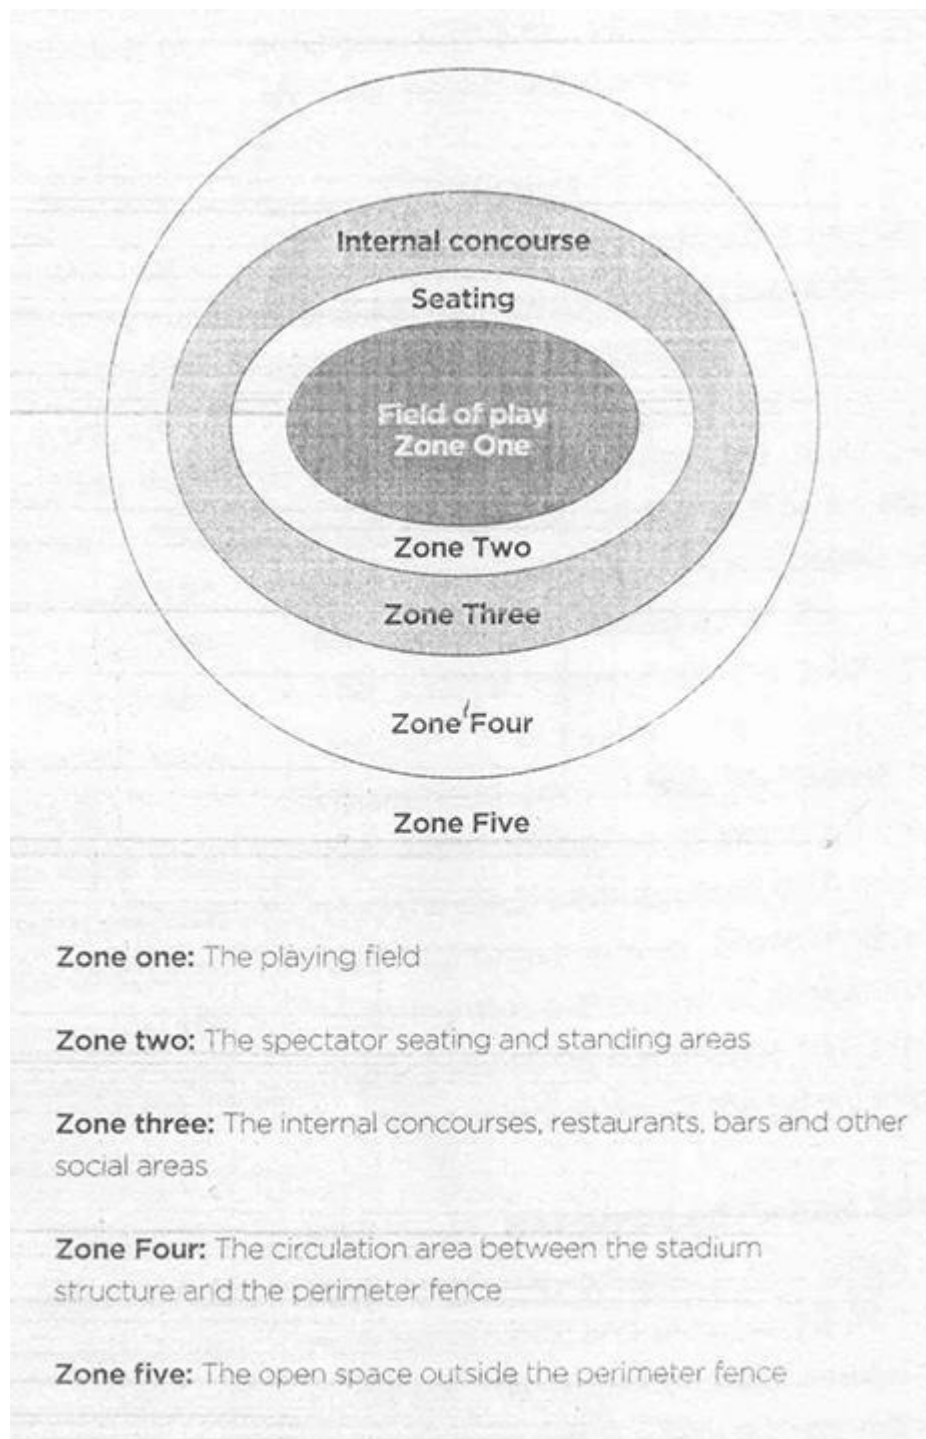 Internal concourse
Seating
Field of play
Zone One
Zone Two
Zone Three
Zone Four
Zone Five
Zone one: The playing field
Zone two: The spectator seating and standing areas
Zone three: The internal concourses, restaurants, bars and other
social areas
Zone Four: The circulation area between the stadium
structure and the perimeter fence
Zone five: The open space outside the perimeter fence